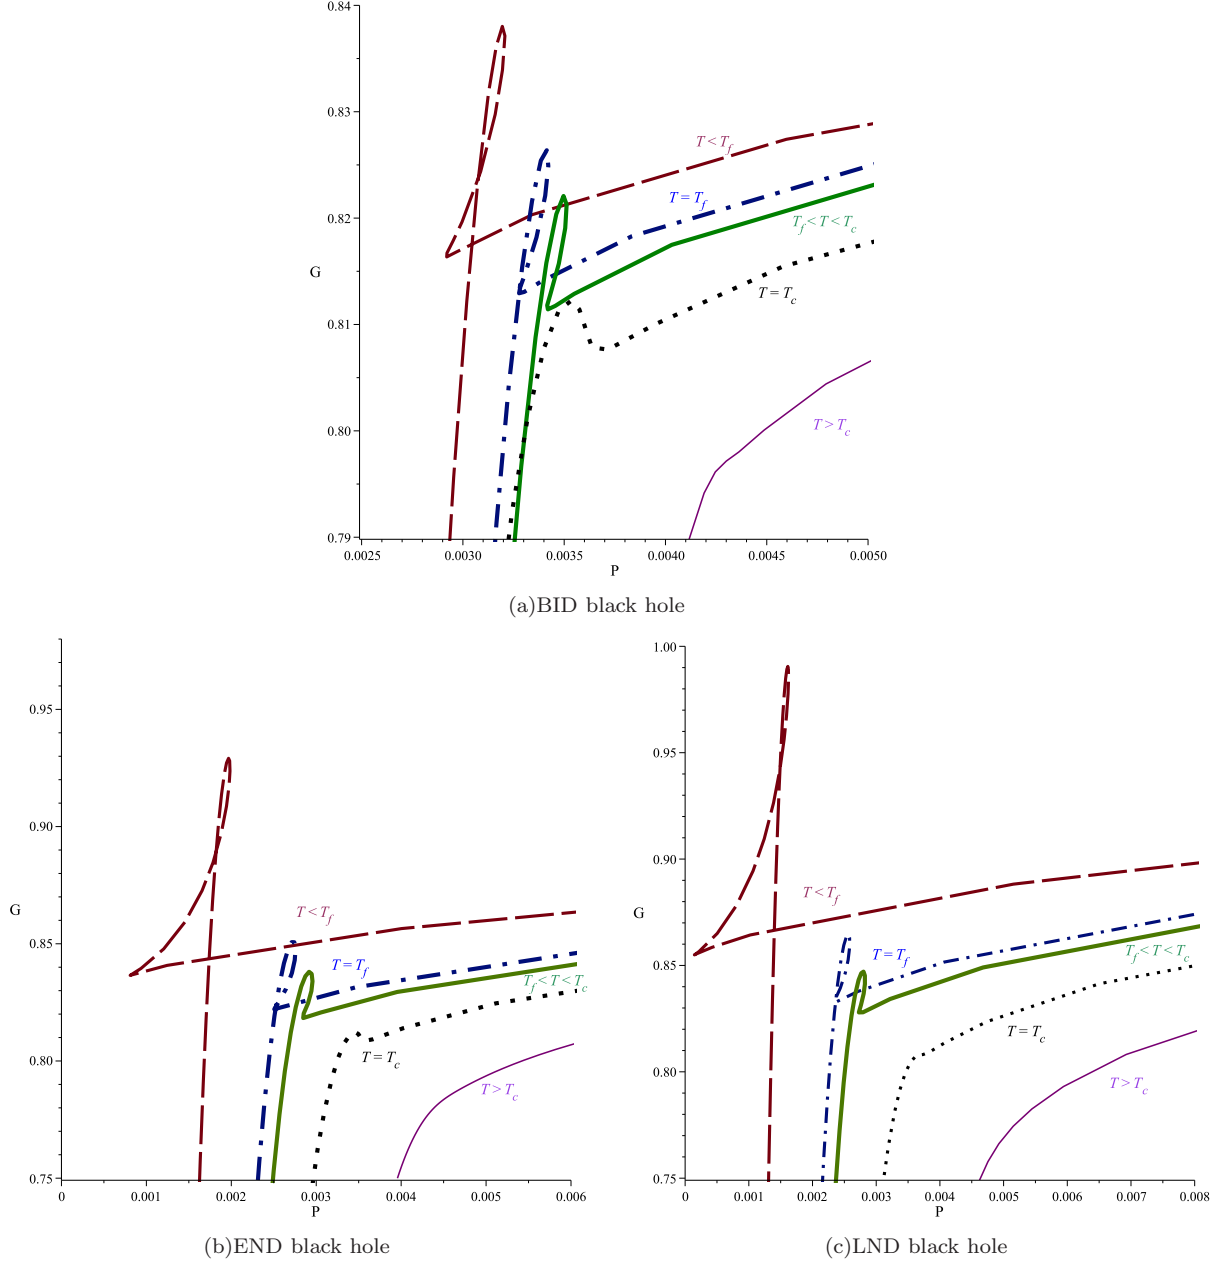 0.84
0.83
T < T_f
T = T_f
0.82
T_f < T < T_c
G
T = T_c
0.81
T > T_c
0.80
0.79
0.0025 0.0030 0.0035 0.0040 0.0045 0.0050
P
(a)BID black hole
0.95
0.90
G
T < T_f
0.85
T = T_f
T_f < T < T_c
T = T_c
0.80
T > T_c
0.75
0 0.001 0.002 0.003 0.004 0.005 0.006
P
(b)END black hole
1.00
0.95
0.90
T < T_f
G
T = T_f
T_f < T < T_c
0.85
T = T_c
0.80
T > T_c
0.75
0 0.001 0.002 0.003 0.004 0.005 0.006 0.007 0.008
P
(c)LND black hole